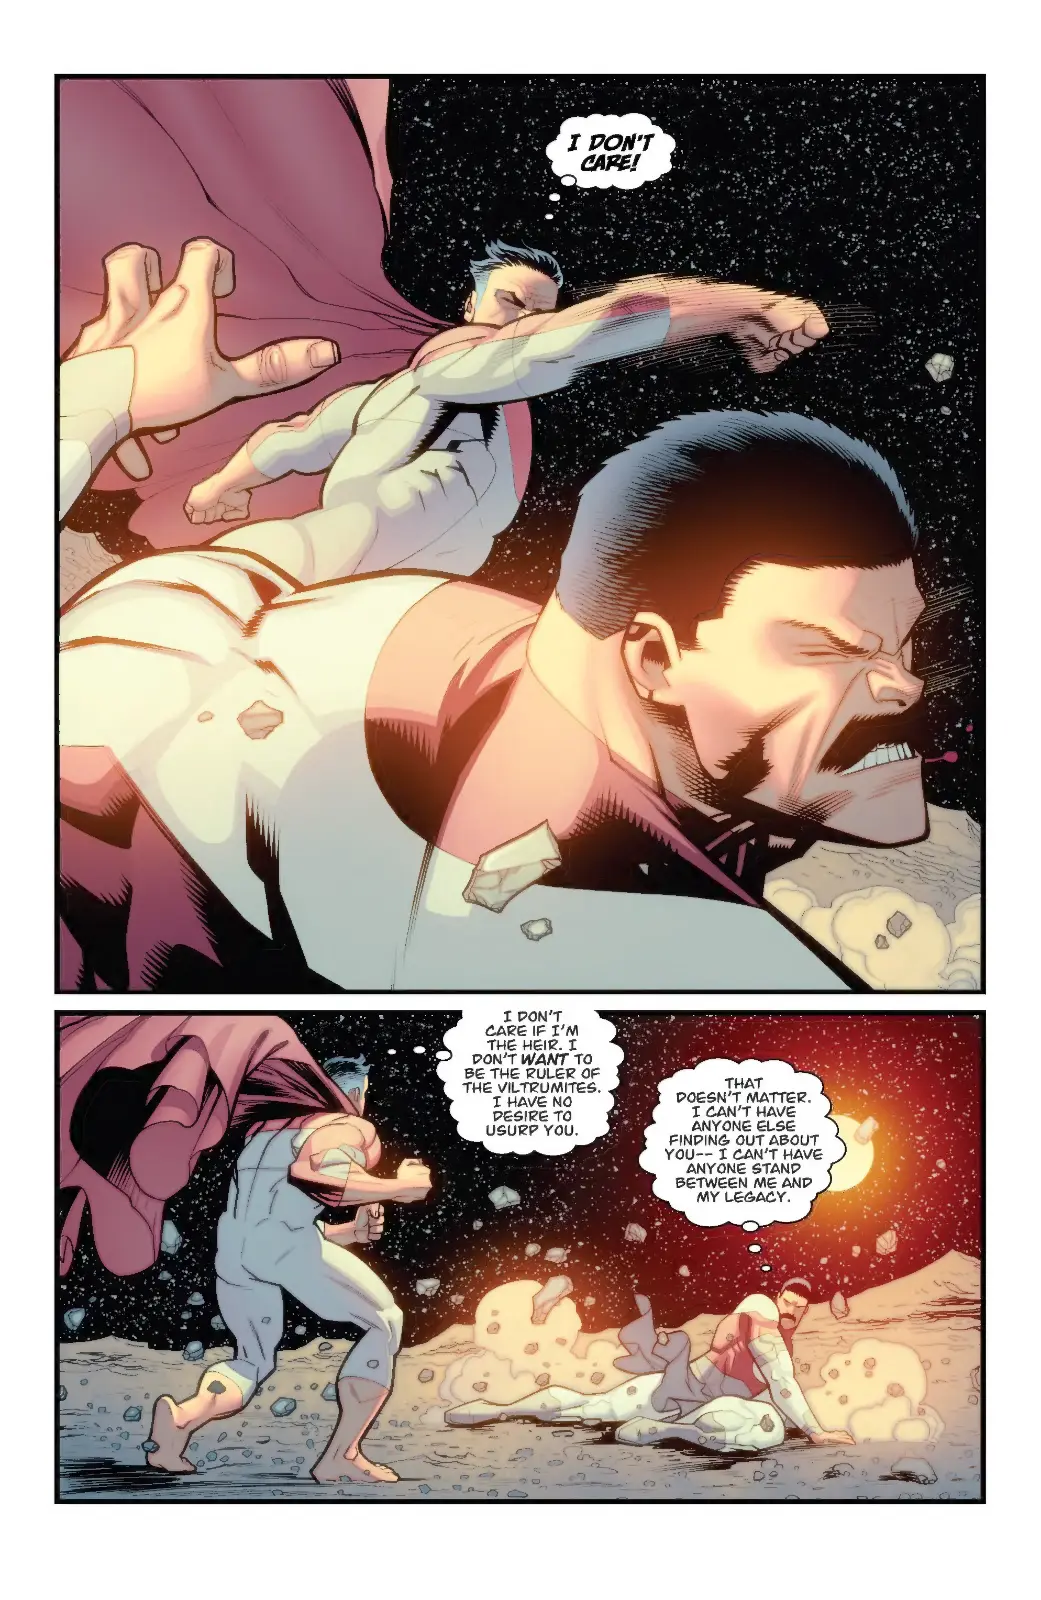 I DON'T
CARE!
I DON'T
CARE IF I'M
THE HEIR. I
DON'T WANT TO
BE THE RULER OF
THE VILTRUMITES.
I HAVE NO
DESIRE TO
USURP YOU.
THAT
DOESN'T MATTER.
I CAN'T HAVE
ANYONE ELSE
FINDING OUT ABOUT
YOU-- I CAN'T HAVE
ANYONE STAND
BETWEEN ME AND
MY LEGACY.